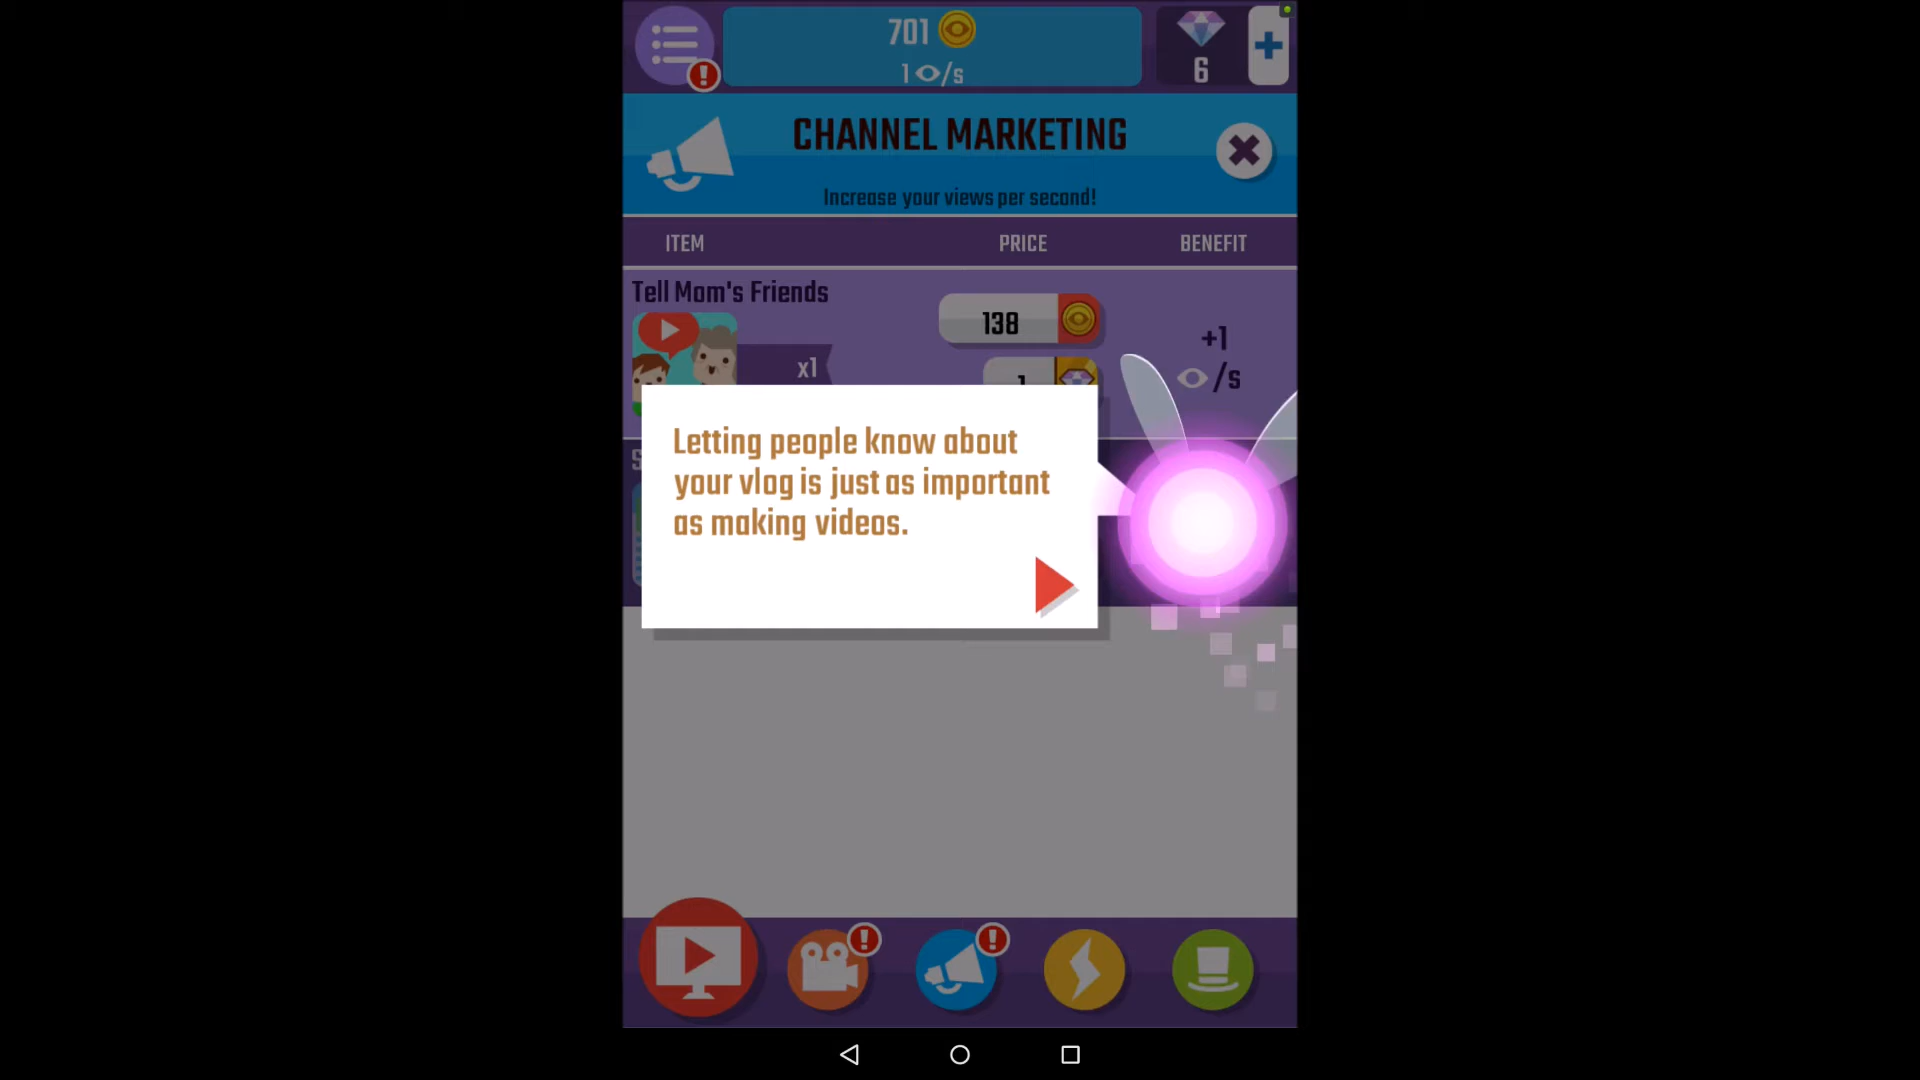 701
1 /s
6
CHANNEL MARKETING
Increase your views per second!
ITEM PRICE BENEFIT
Tell Mom's Friends
138
+1
x1
/s
1
Letting people know about
your vlog is just as important
as making videos.